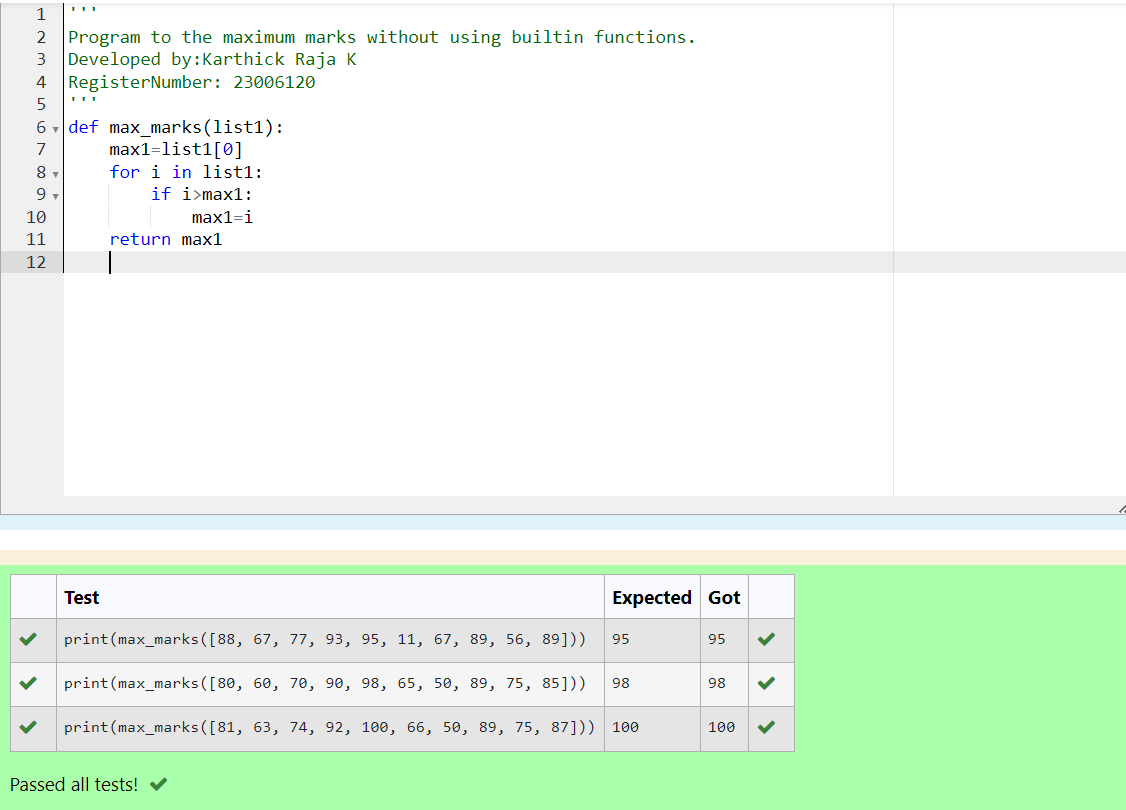 1 '''
2 Program to the maximum marks without using builtin functions.
3 Developed by:Karthick Raja K
4 RegisterNumber: 23006120
5 '''
6 def max_marks(list1):
7     max1=list1[0]
8     for i in list1:
9         if i>max1:
10             max1=i
11     return max1
12
Test Expected Got
print(max_marks([88, 67, 77, 93, 95, 11, 67, 89, 56, 89])) 95 95
print(max_marks([80, 60, 70, 90, 98, 65, 50, 89, 75, 85])) 98 98
print(max_marks([81, 63, 74, 92, 100, 66, 50, 89, 75, 87])) 100 100
Passed all tests!